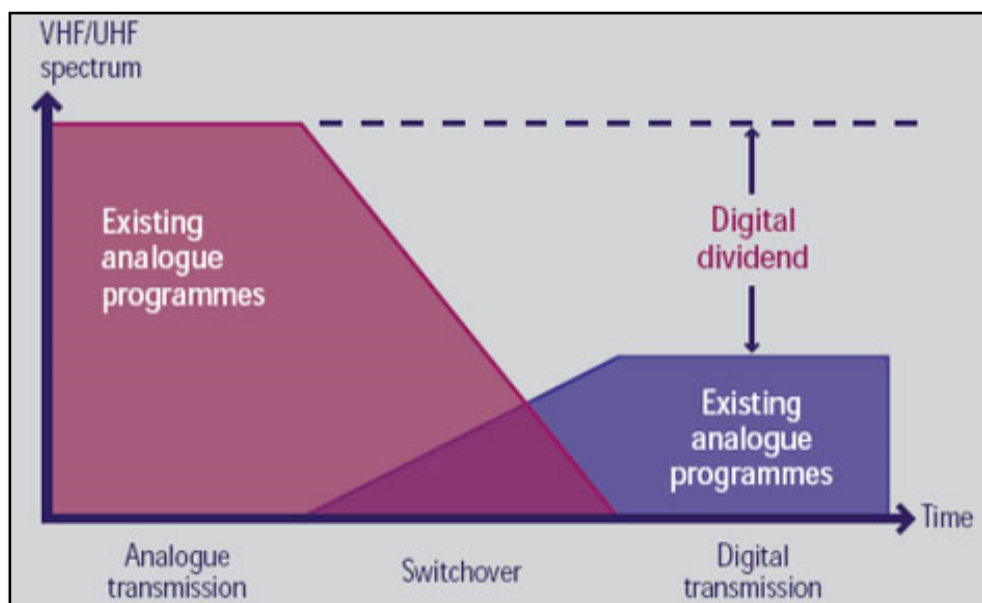 VHF/UHF
spectrum
Existing
analogue
programmes
Digital
dividend
Existing
analogue
programmes
Time
Analogue
transmission
Switchover
Digital
transmission